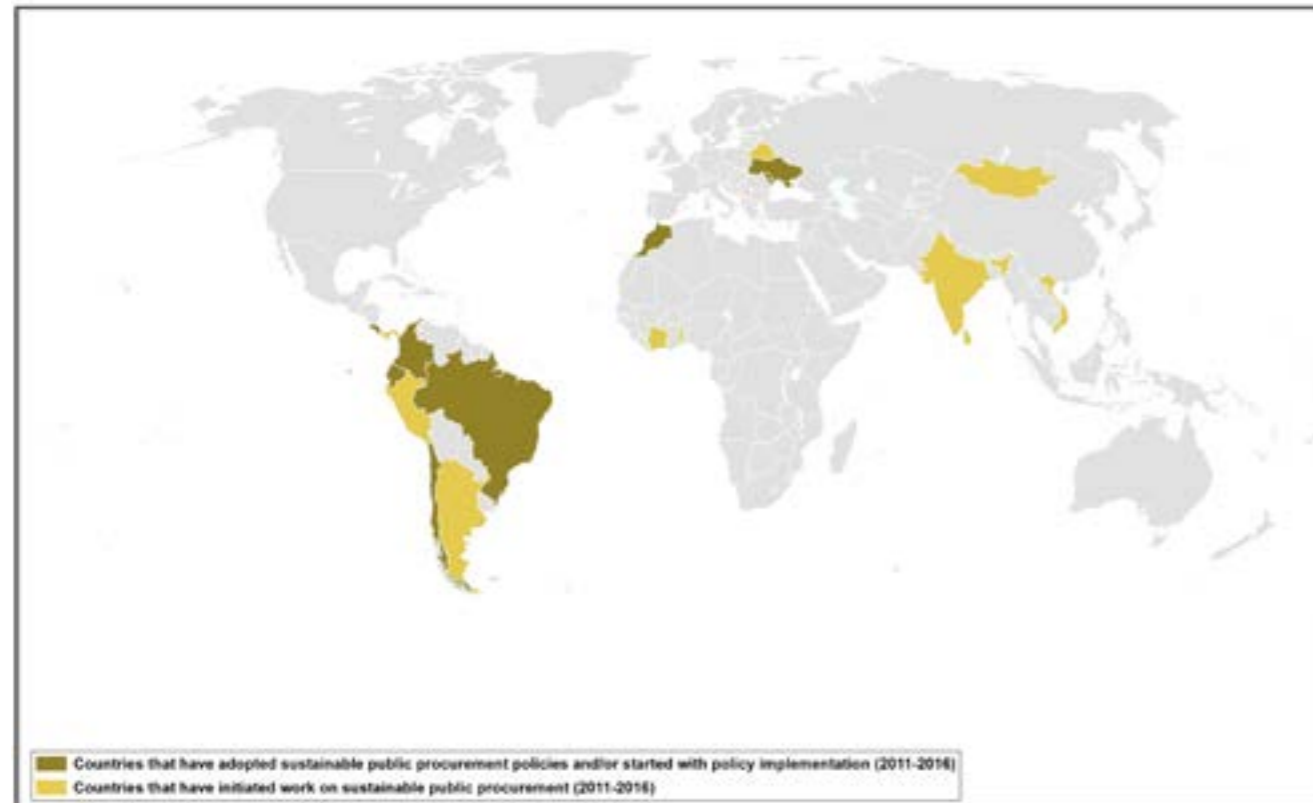 Countries that have adopted sustainable public procurement policies and/or started with policy implementation (2011-2016)
Countries that have initiated work on sustainable public procurement (2011-2016)